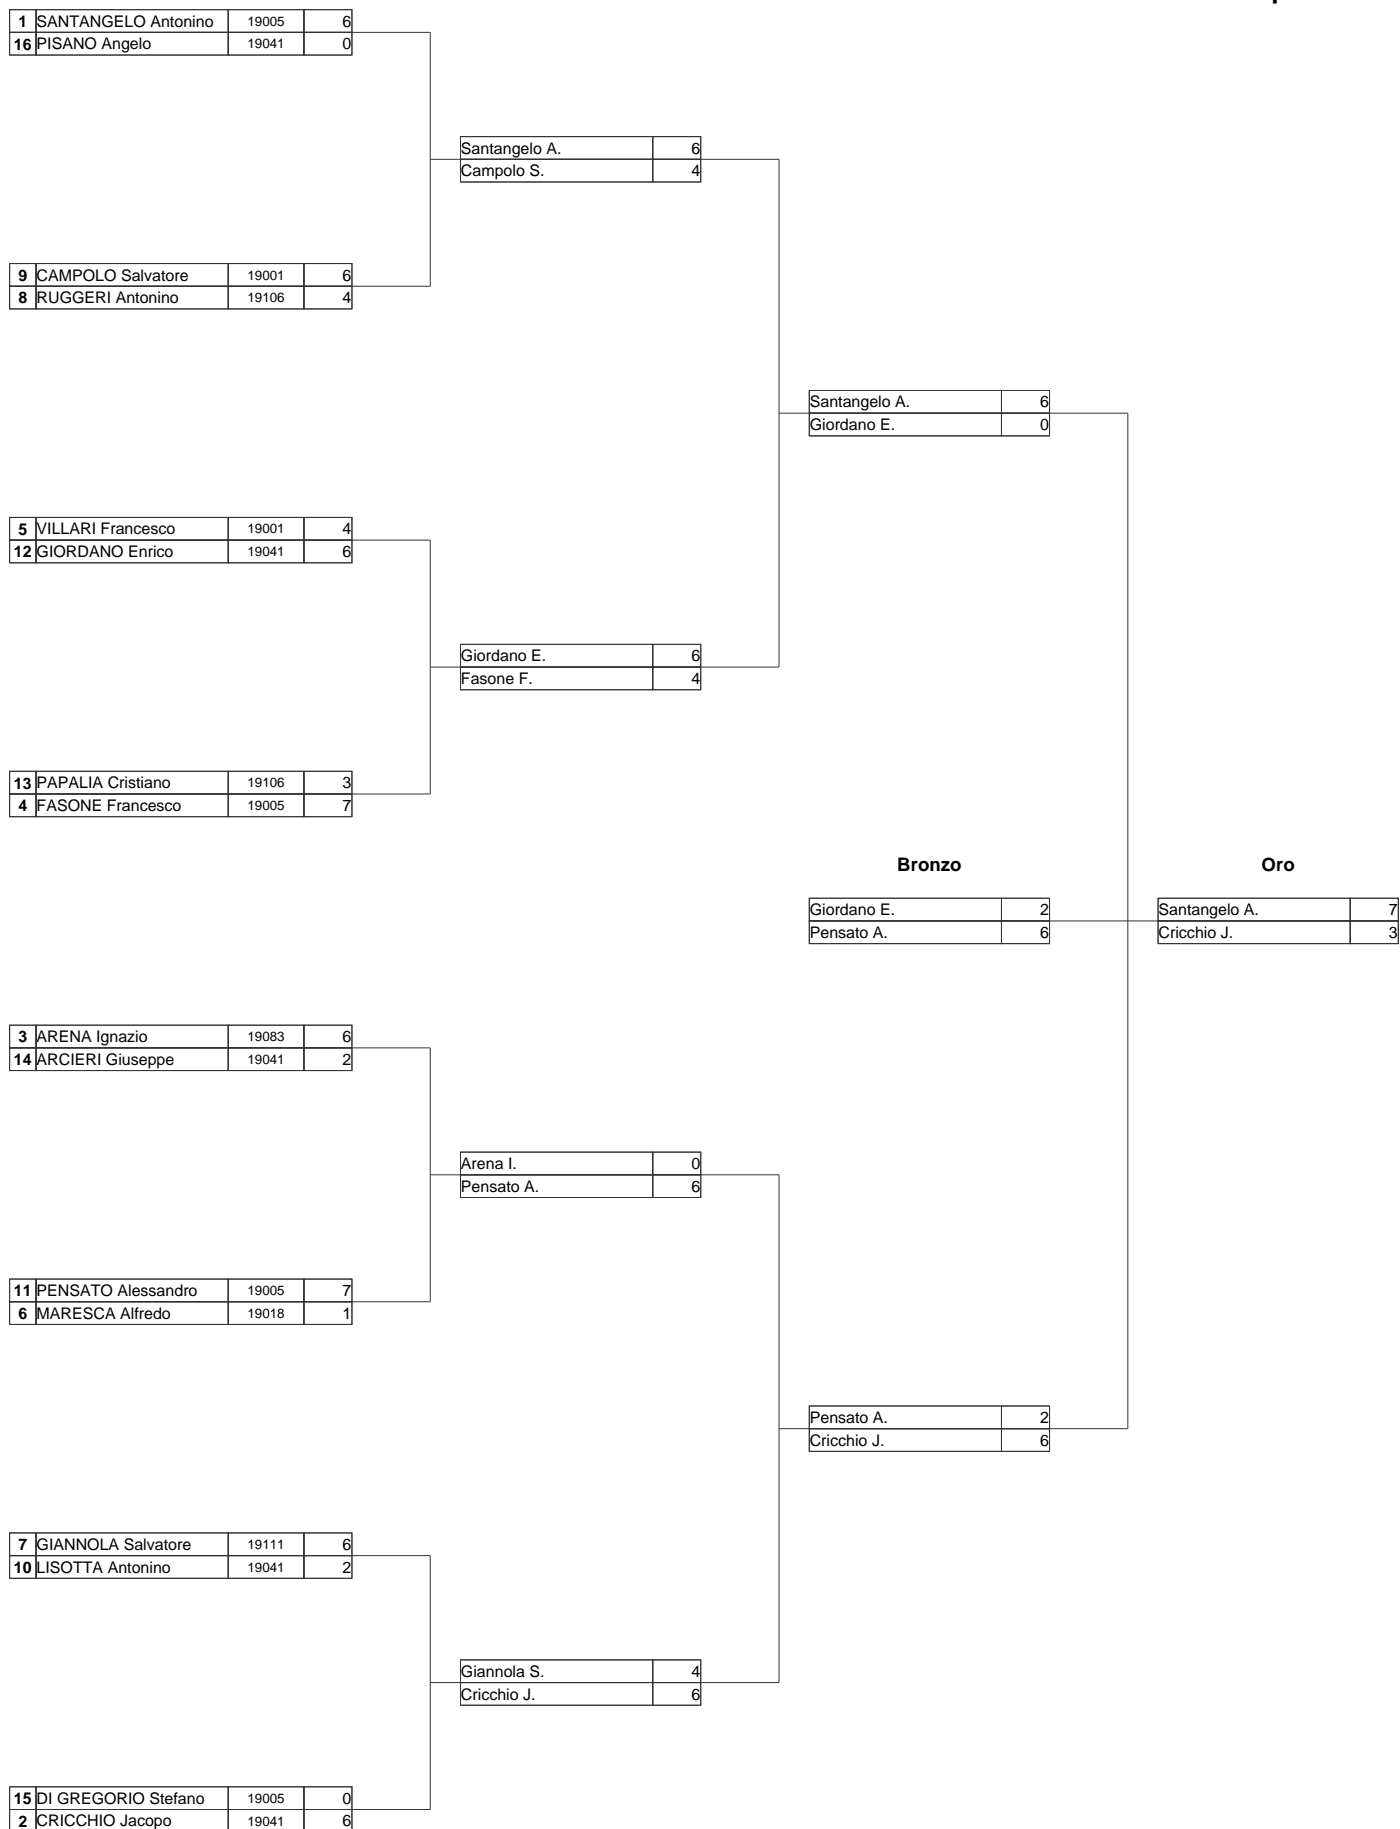 1 SANTANGELO Antonino 19005 6
16 PISANO Angelo 19041 0
Santangelo A. 6
Campolo S. 4
9 CAMPOLO Salvatore 19001 6
8 RUGGERI Antonino 19106 4
Santangelo A. 6
Giordano E. 0
5 VILLARI Francesco 19001 4
12 GIORDANO Enrico 19041 6
Giordano E. 6
Fasone F. 4
13 PAPALIA Cristiano 19106 3
4 FASONE Francesco 19005 7
Bronzo Oro
Giordano E. 2 Santangelo A. 7
Pensato A. 6 Cricchio J. 3
3 ARENA Ignazio 19083 6
14 ARCIERI Giuseppe 19041 2
Arena I. 0
Pensato A. 6
11 PENSATO Alessandro 19005 7
6 MARESCA Alfredo 19018 1
Pensato A. 2
Cricchio J. 6
7 GIANNOLA Salvatore 19111 6
10 LISOTTA Antonino 19041 2
Giannola S. 4
Cricchio J. 6
15 DI GREGORIO Stefano 19005 0
2 CRICCHIO Jacopo 19041 6